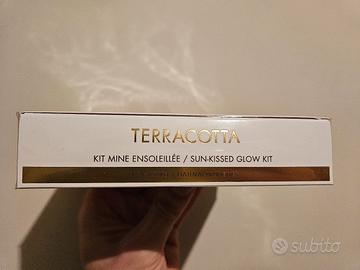 TERRACOTTA
KIT MINE ENSOLEILLÉE / SUN-KISSED GLOW KIT
subito